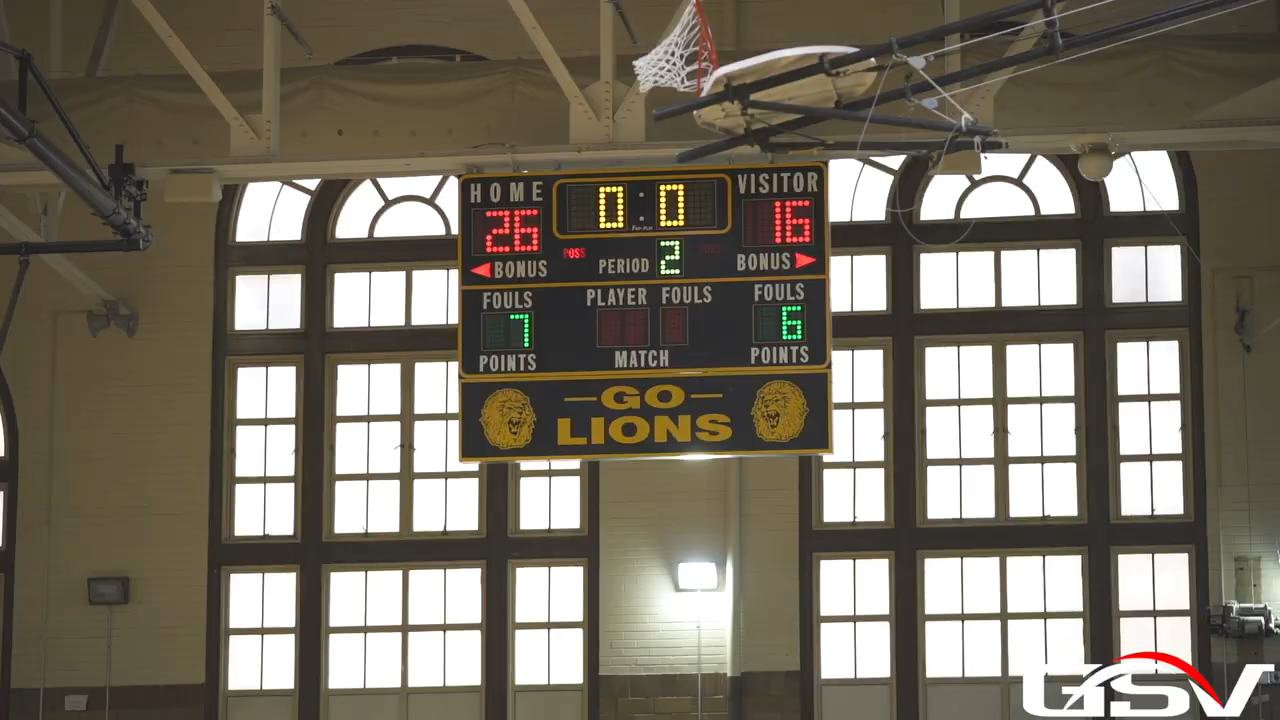 HOME 0:0 VISITOR
26 16
POSS
BONUS PERIOD 2 BONUS
FOULS PLAYER FOULS FOULS
7 6
POINTS MATCH POINTS
GO
LIONS
GSV